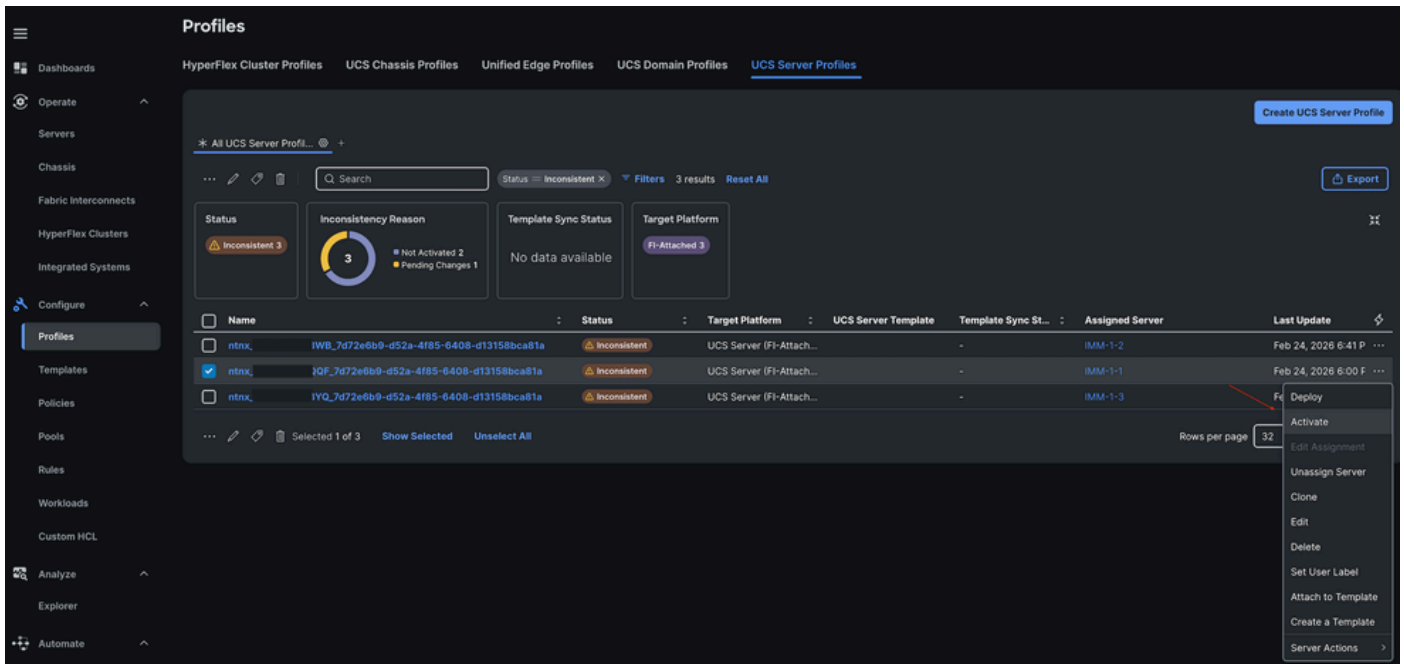 Profiles
HyperFlex Cluster Profiles UCS Chassis Profiles Unified Edge Profiles UCS Domain Profiles UCS Server Profiles
Dashboards
Operate
Servers
Chassis
Fabric Interconnects
HyperFlex Clusters
Integrated Systems
Configure
Profiles
Templates
Policies
Pools
Rules
Workloads
Custom HCL
Analyze
Explorer
Automate
Create UCS Server Profile
All UCS Server Profil... +
... Search Status = Inconsistent × Filters 3 results Reset All Export
Status
Inconsistent 3
Inconsistency Reason
3
Not Activated 2
Pending Changes 1
Template Sync Status
No data available
Target Platform
FI-Attached 3
Name Status Target Platform UCS Server Template Template Sync St... Assigned Server Last Update
ntnx_ IWB_7d72e6b9-d52a-4f85-6408-d13158bca81a Inconsistent UCS Server (FI-Attach... - IMM-1-2 Feb 24, 2026 6:41 P ...
ntnx_ QF_7d72e6b9-d52a-4f85-6408-d13158bca81a Inconsistent UCS Server (FI-Attach... - IMM-1-1 Feb 24, 2026 6:00 F ...
ntnx_ IYQ_7d72e6b9-d52a-4f85-6408-d13158bca81a Inconsistent UCS Server (FI-Attach... - IMM-1-3 Fe
... Selected 1 of 3 Show Selected Unselect All Rows per page 32
Deploy
Activate
Edit Assignment
Unassign Server
Clone
Edit
Delete
Set User Label
Attach to Template
Create a Template
Server Actions >